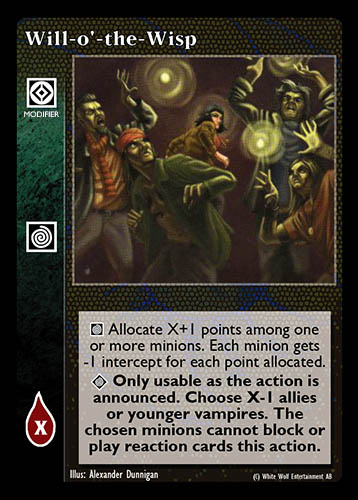 Will-o'-the-Wisp
MODIFIER
Allocate X+1 points among one
or more minions. Each minion gets
-1 intercept for each point allocated.
Only usable as the action is
announced. Choose X-1 allies
or younger vampires. The
chosen minions cannot block or
play reaction cards this action.
X
Illus: Alexander Dunnigan
(C) White Wolf Entertainment AB